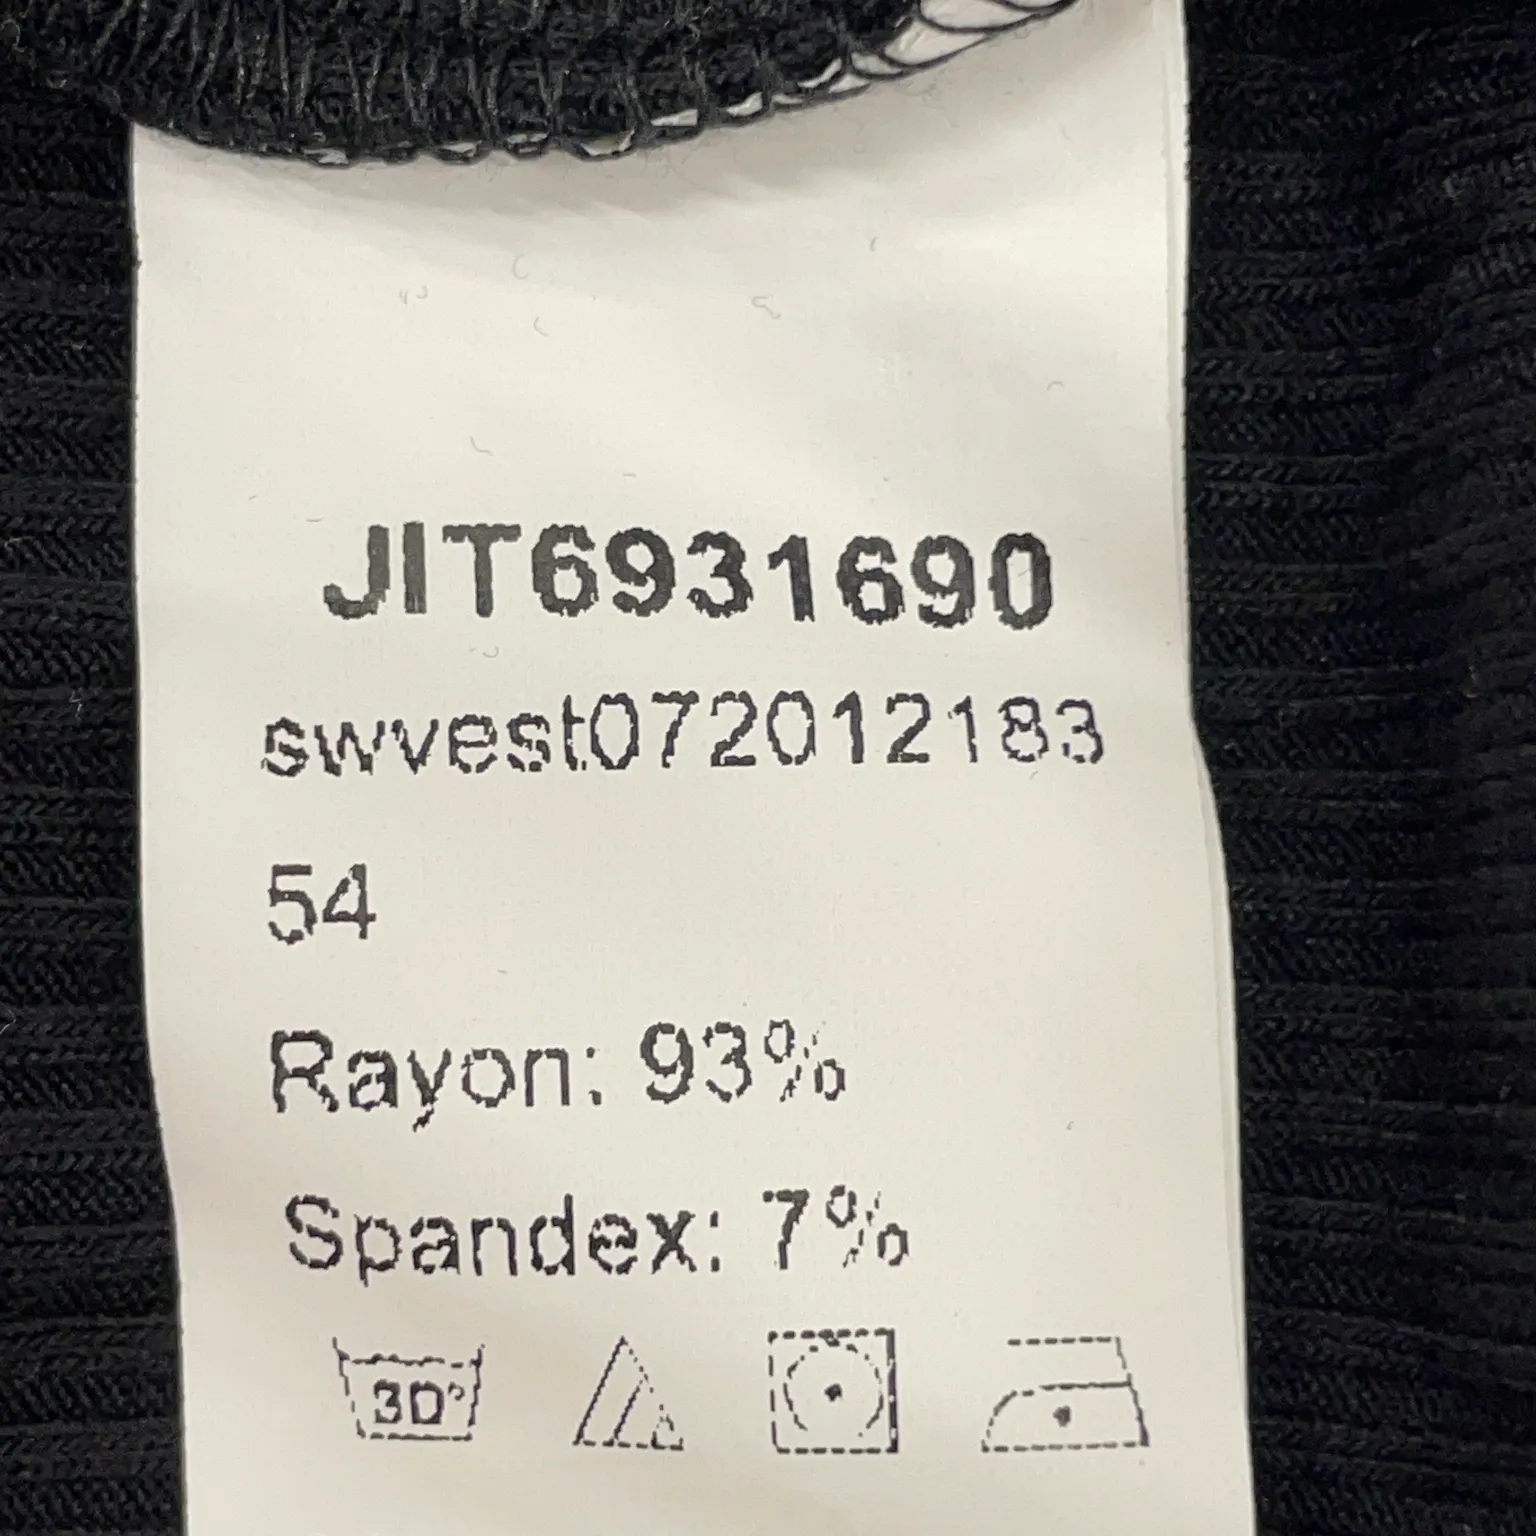 JIT6931690
swvest072012183
54
Rayon: 93%
Spandex: 7%
30°